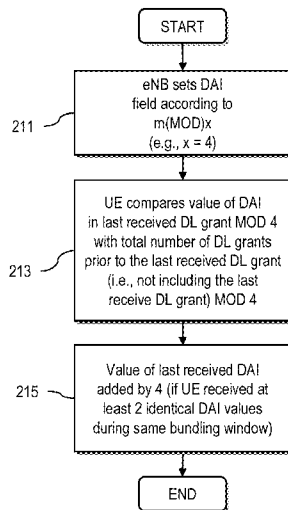 START
eNB sets DAI
field according to
m(MOD)x
(e.g., x = 4)
211
UE compares value of DAI
in last received DL grant MOD 4
with total number of DL grants
prior to the last received DL grant
(i.e., not including the last
receive DL grant) MOD 4
213
Value of last received DAI
added by 4 (if UE received at
least 2 identical DAI values
during same bundling window)
215
END